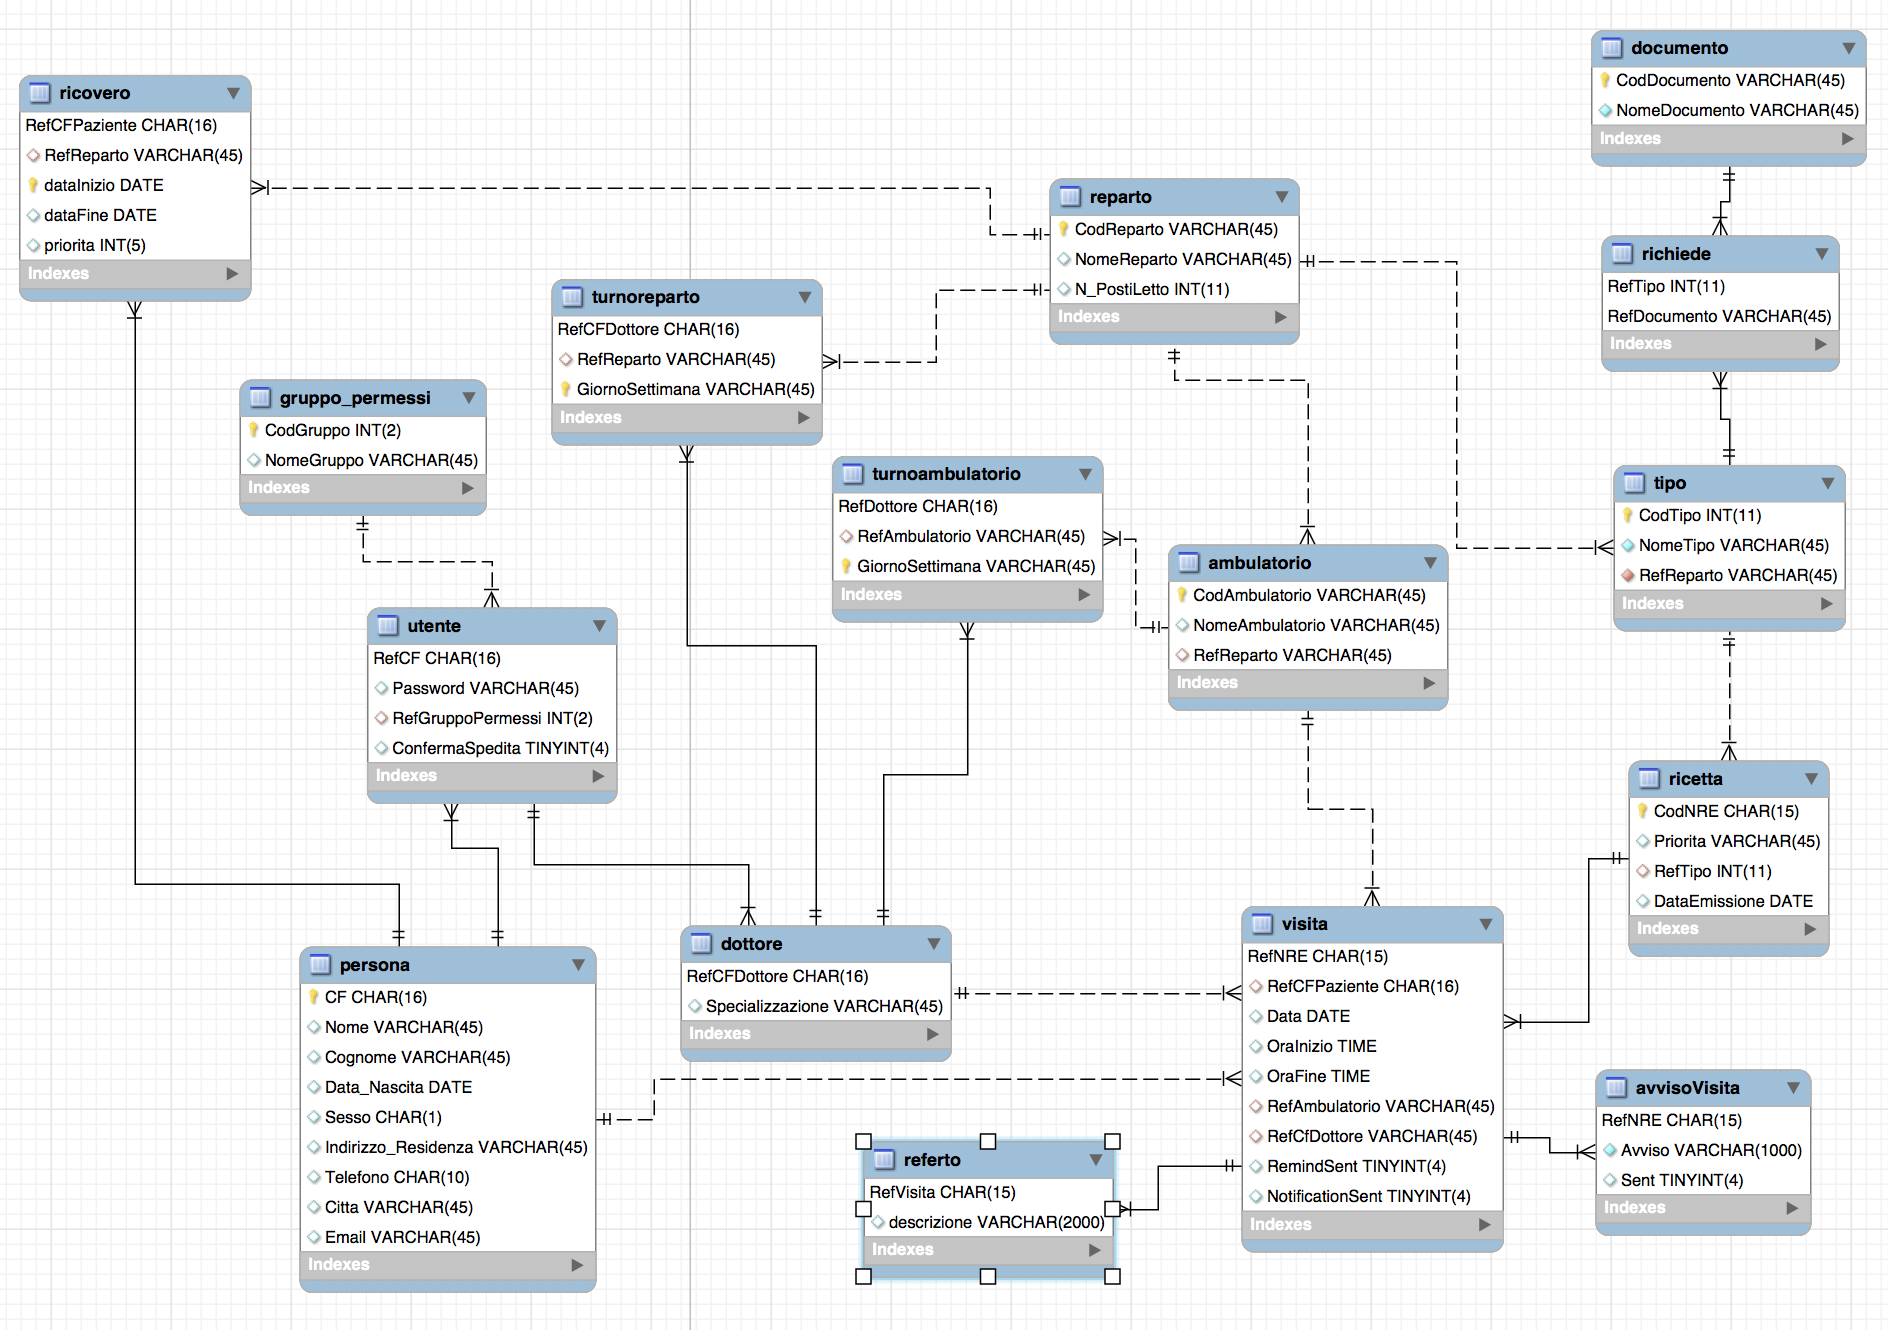 documento
CodDocumento VARCHAR(45)
NomeDocumento VARCHAR(45)
Indexes
ricovero
RefCFPaziente CHAR(16)
RefReparto VARCHAR(45)
dataInizio DATE
dataFine DATE
priorita INT(5)
Indexes
reparto
CodReparto VARCHAR(45)
NomeReparto VARCHAR(45)
N_PostiLetto INT(11)
Indexes
richiede
RefTipo INT(11)
RefDocumento VARCHAR(45)
Indexes
turnoreparto
RefCFDottore CHAR(16)
RefReparto VARCHAR(45)
GiornoSettimana VARCHAR(45)
Indexes
gruppo_permessi
CodGruppo INT(2)
NomeGruppo VARCHAR(45)
Indexes
turnoambulatorio
RefDottore CHAR(16)
RefAmbulatorio VARCHAR(45)
GiornoSettimana VARCHAR(45)
Indexes
tipo
CodTipo INT(11)
NomeTipo VARCHAR(45)
RefReparto VARCHAR(45)
Indexes
ambulatorio
CodAmbulatorio VARCHAR(45)
NomeAmbulatorio VARCHAR(45)
RefReparto VARCHAR(45)
Indexes
utente
RefCF CHAR(16)
Password VARCHAR(45)
RefGruppoPermessi INT(2)
ConfermaSpedita TINYINT(4)
Indexes
ricetta
CodNRE CHAR(15)
Priorita VARCHAR(45)
RefTipo INT(11)
DataEmissione DATE
Indexes
persona
CF CHAR(16)
Nome VARCHAR(45)
Cognome VARCHAR(45)
Data_Nascita DATE
Sesso CHAR(1)
Indirizzo_Residenza VARCHAR(45)
Telefono CHAR(10)
Citta VARCHAR(45)
Email VARCHAR(45)
Indexes
dottore
RefCFDottore CHAR(16)
Specializzazione VARCHAR(45)
Indexes
visita
RefNRE CHAR(15)
RefCFPaziente CHAR(16)
Data DATE
OraInizio TIME
OraFine TIME
RefAmbulatorio VARCHAR(45)
RefCfDottore VARCHAR(45)
RemindSent TINYINT(4)
NotificationSent TINYINT(4)
Indexes
avvisoVisita
RefNRE CHAR(15)
Avviso VARCHAR(1000)
Sent TINYINT(4)
Indexes
referto
RefVisita CHAR(15)
descrizione VARCHAR(2000)
Indexes